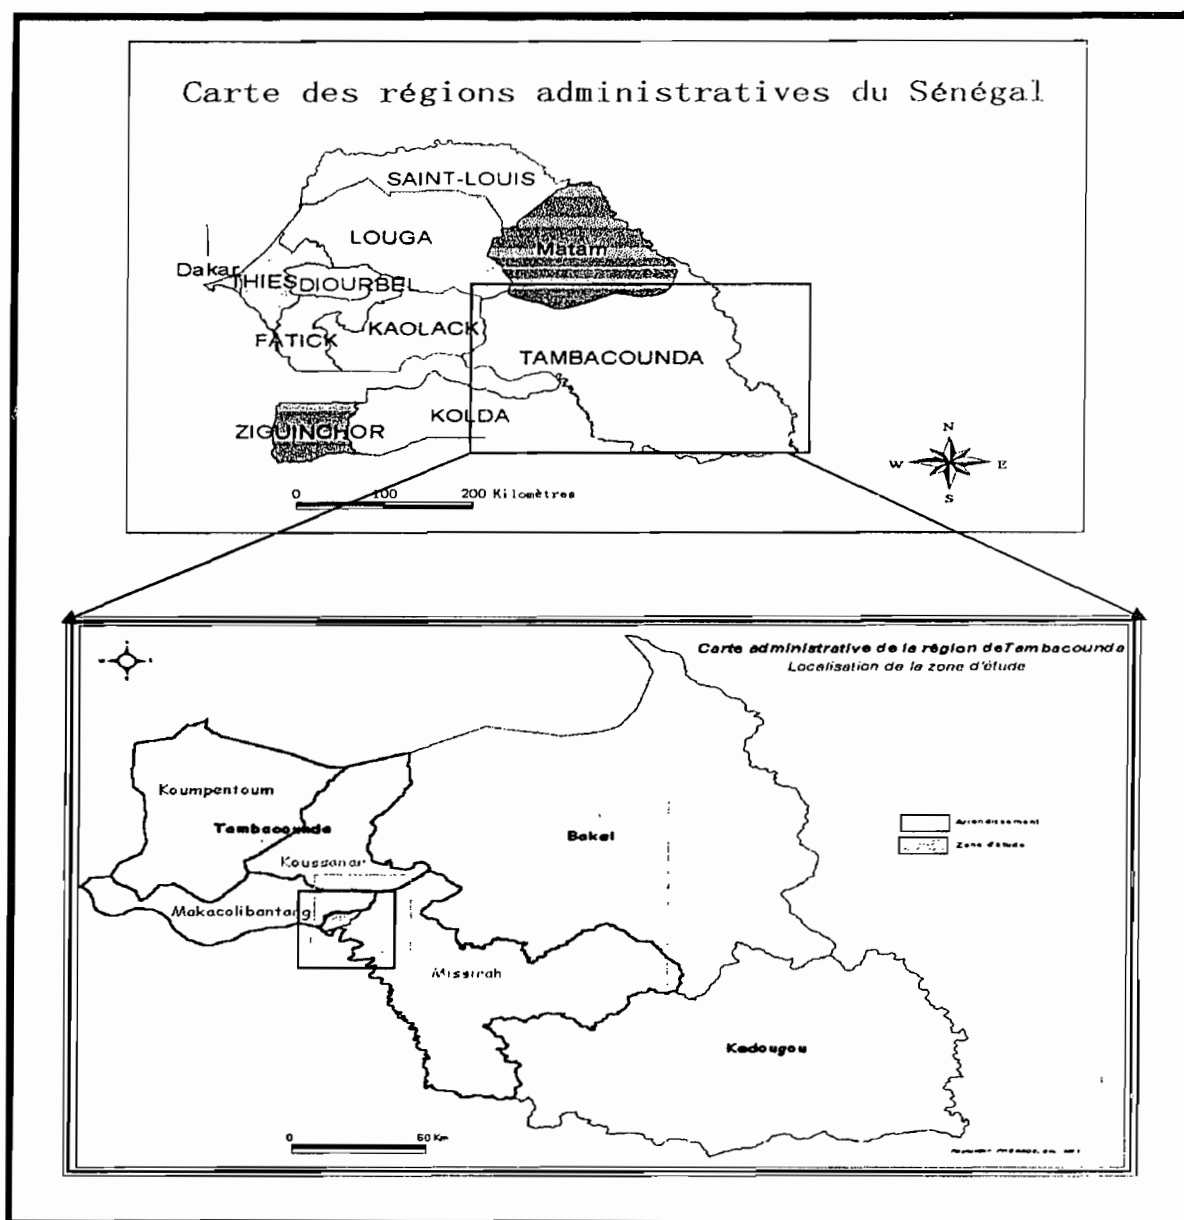 Carte des régions administratives du Sénégal
SAINT-LOUIS
LOUGA
Matam
Dakar
THIES
DIOURBEL
FATICK
KAOLACK
TAMBACOUNDA
ZIGUINCHOR
KOLDA
N
W E
S
0 100 200 Kilomètres
Carte administrative de la région deTambacounda
Localisation de la zone d'étude
Koumpentoum
Tambacounda
Bakel
Arrondissement
Zone d'étude
Koussanar
Makacolibantang
Missirah
Kedougou
0 60 Km